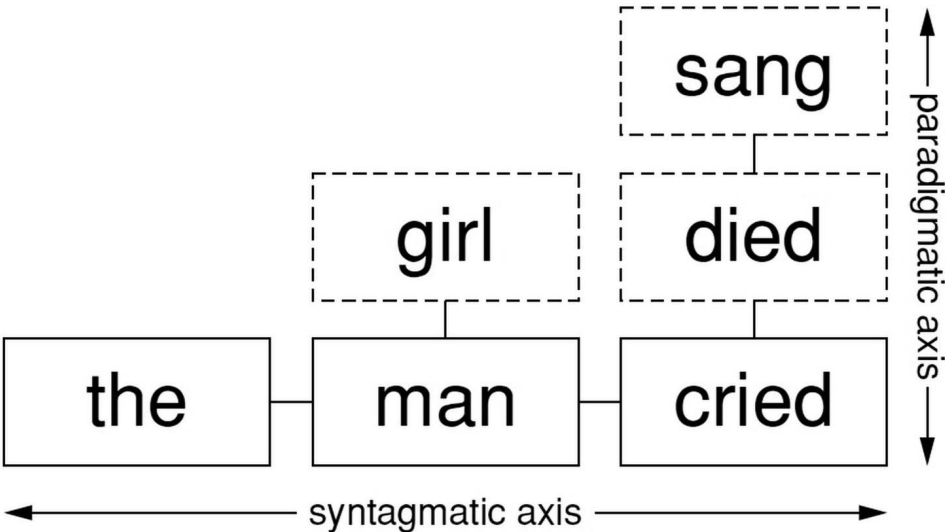 sang
girl died
the man cried
syntagmatic axis
paradigmatic axis